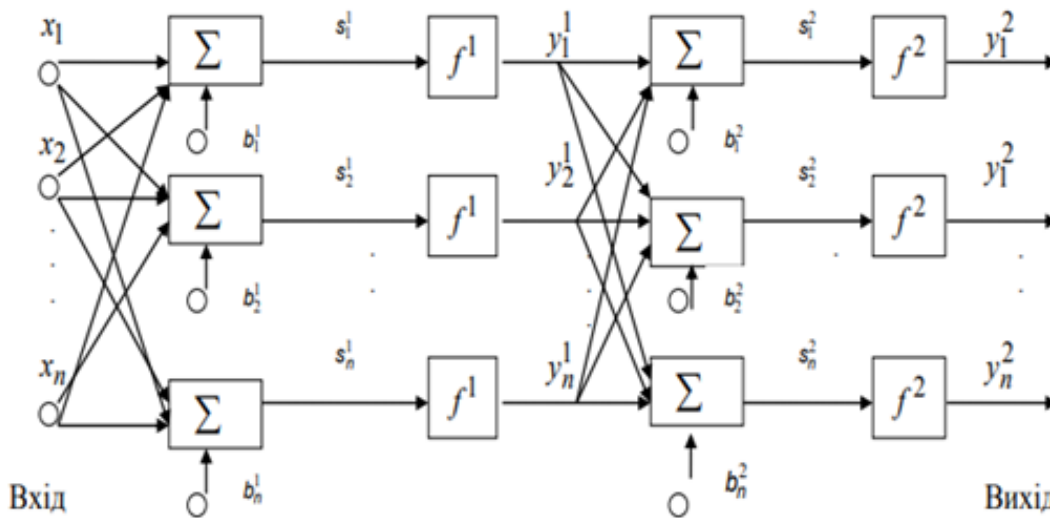 x₁ s₁¹ y₁¹ s₁² y₁²
Σ f¹ Σ f²
b₁¹ b₁²
x₂ s₂¹ y₂¹ s₂² y₁²
Σ f¹ Σ f²
b₂¹ b₂²
xₙ sₙ¹ yₙ¹ sₙ² yₙ²
Σ f¹ Σ f²
Вхід bₙ¹ bₙ² Вихід